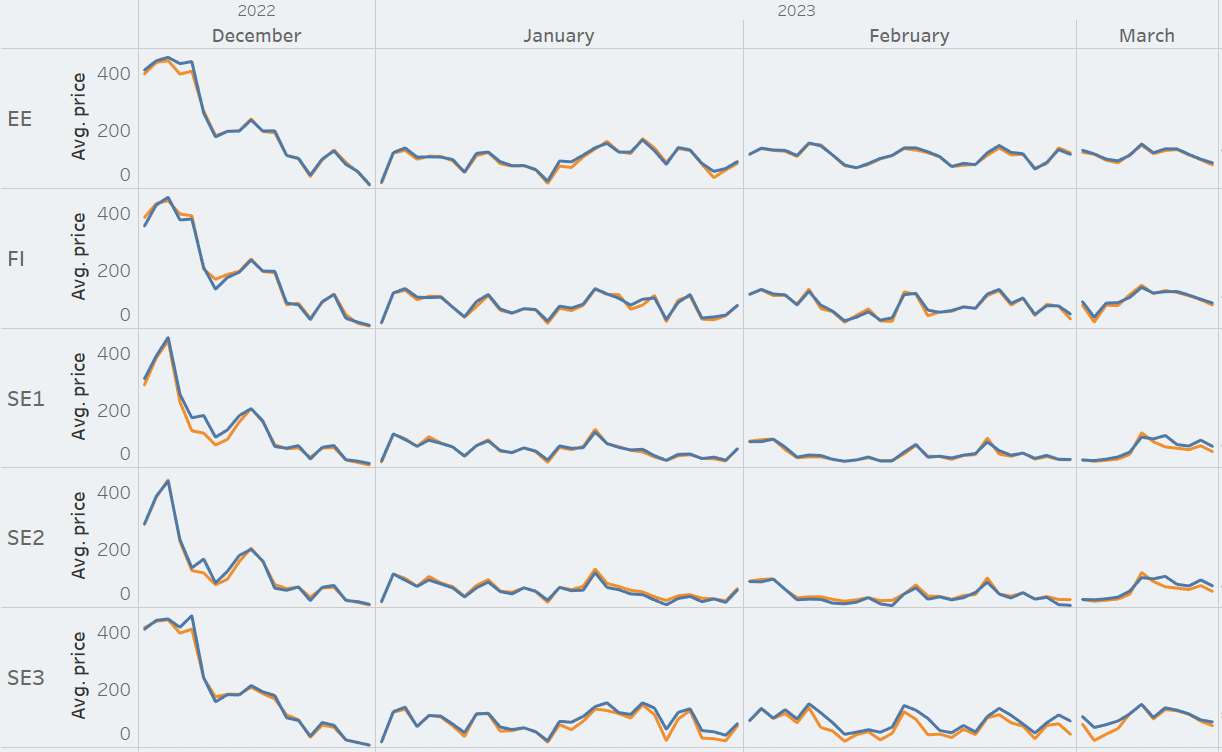 2022 2023
December January February March
EE Avg. price 400 200 0
FI Avg. price 400 200 0
SE1 Avg. price 400 200 0
SE2 Avg. price 400 200 0
SE3 Avg. price 400 200 0